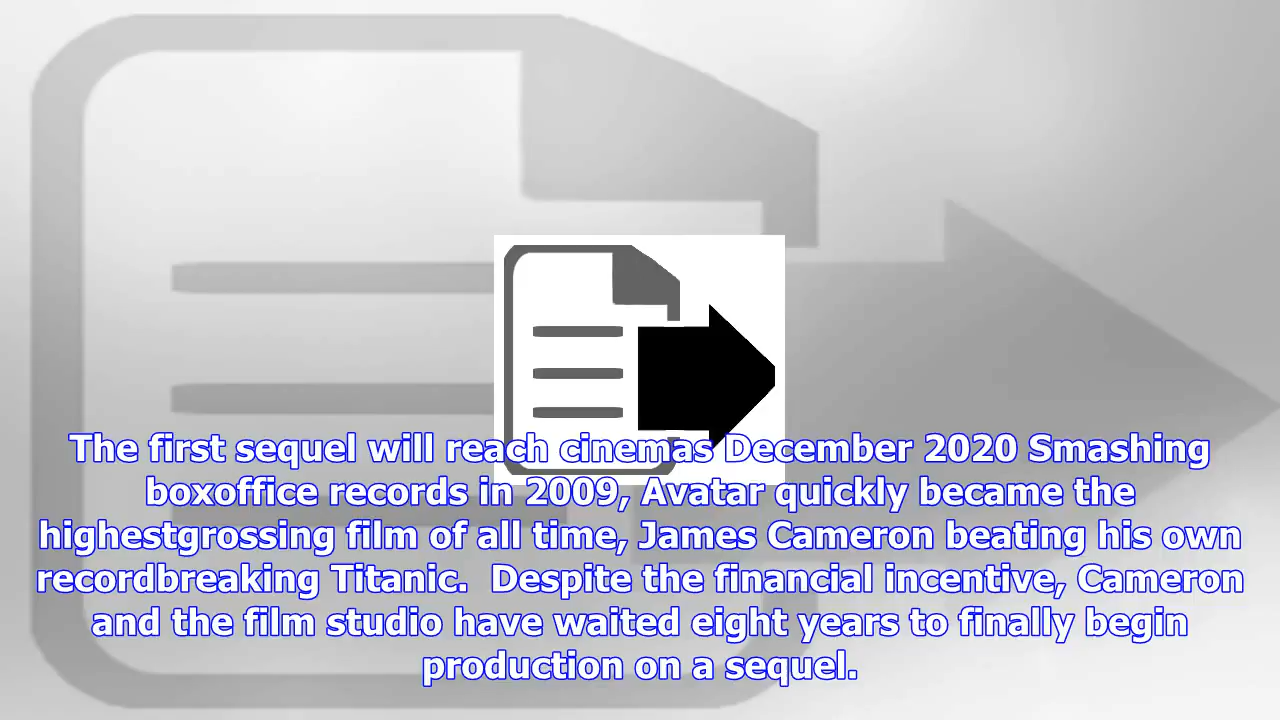 The first sequel will reach cinemas December 2020 Smashing
boxoffice records in 2009, Avatar quickly became the
highestgrossing film of all time, James Cameron beating his own
recordbreaking Titanic.  Despite the financial incentive, Cameron
and the film studio have waited eight years to finally begin
production on a sequel.